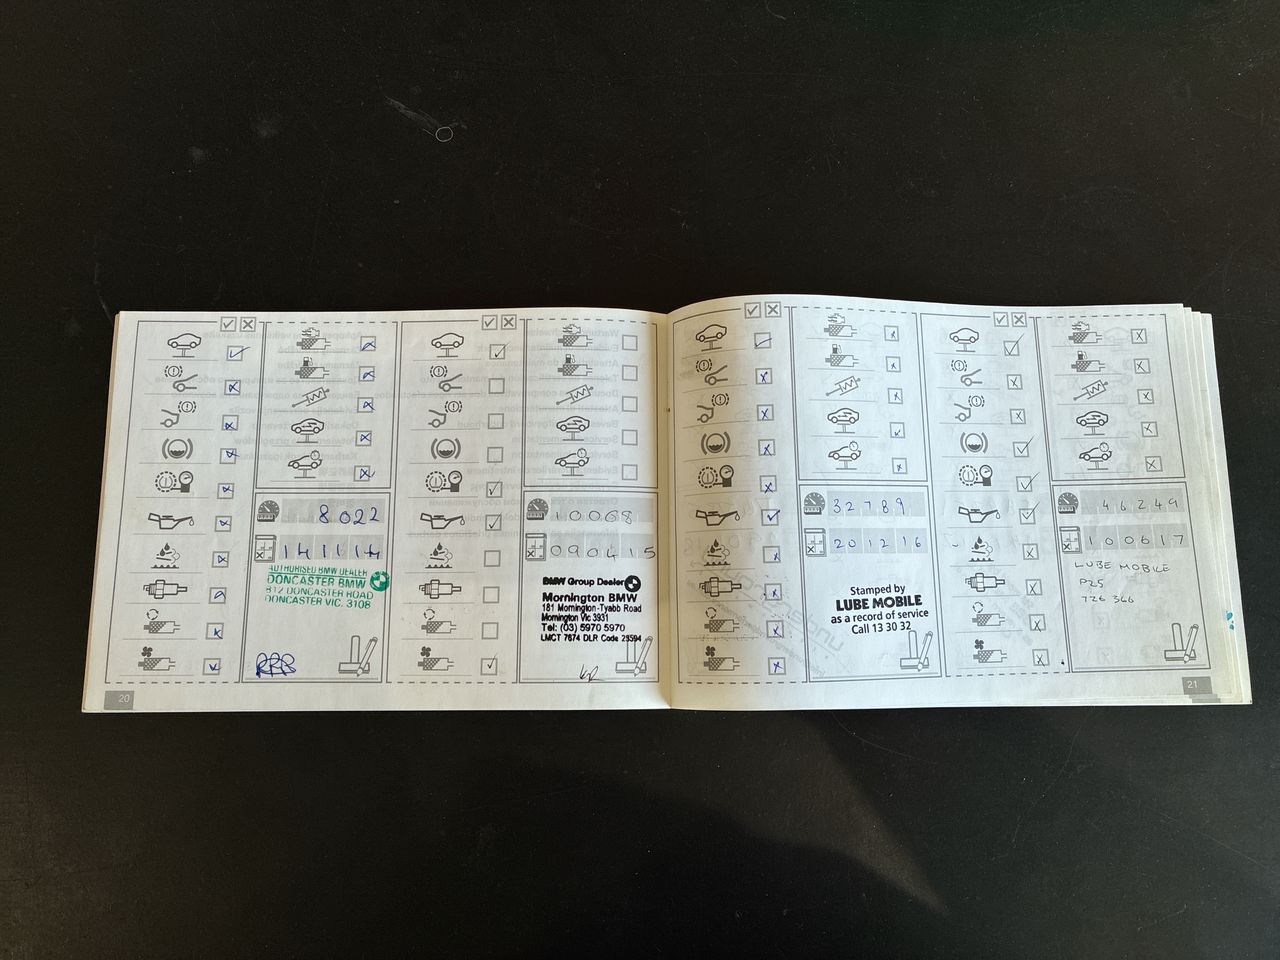 8022
141114
AUTHORISED BMW DEALER
DONCASTER BMW
812 DONCASTER ROAD
DONCASTER VIC. 3108
20
10068
090415
BMW Group Dealer
Mornington BMW
181 Mornington-Tyabb Road
Mornington Vic 3931
Tel: (03) 5970 5970
LMCT 7674 DLR Code 28594
32789
201216
Stamped by
LUBE MOBILE
as a record of service
Call 13 30 32
46249
100617
LUBE MOBILE
P25
726 366
21